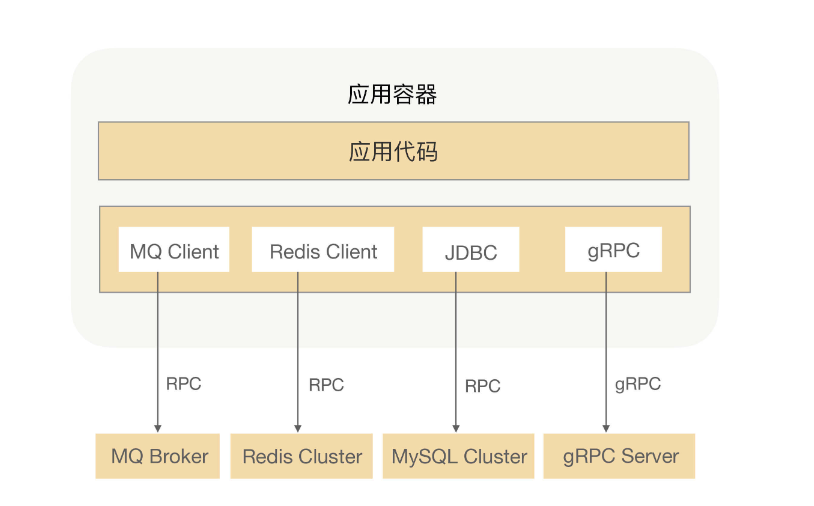 应用容器
应用代码
MQ Client
Redis Client
JDBC
gRPC
RPC
RPC
RPC
gRPC
MQ Broker
Redis Cluster
MySQL Cluster
gRPC Server